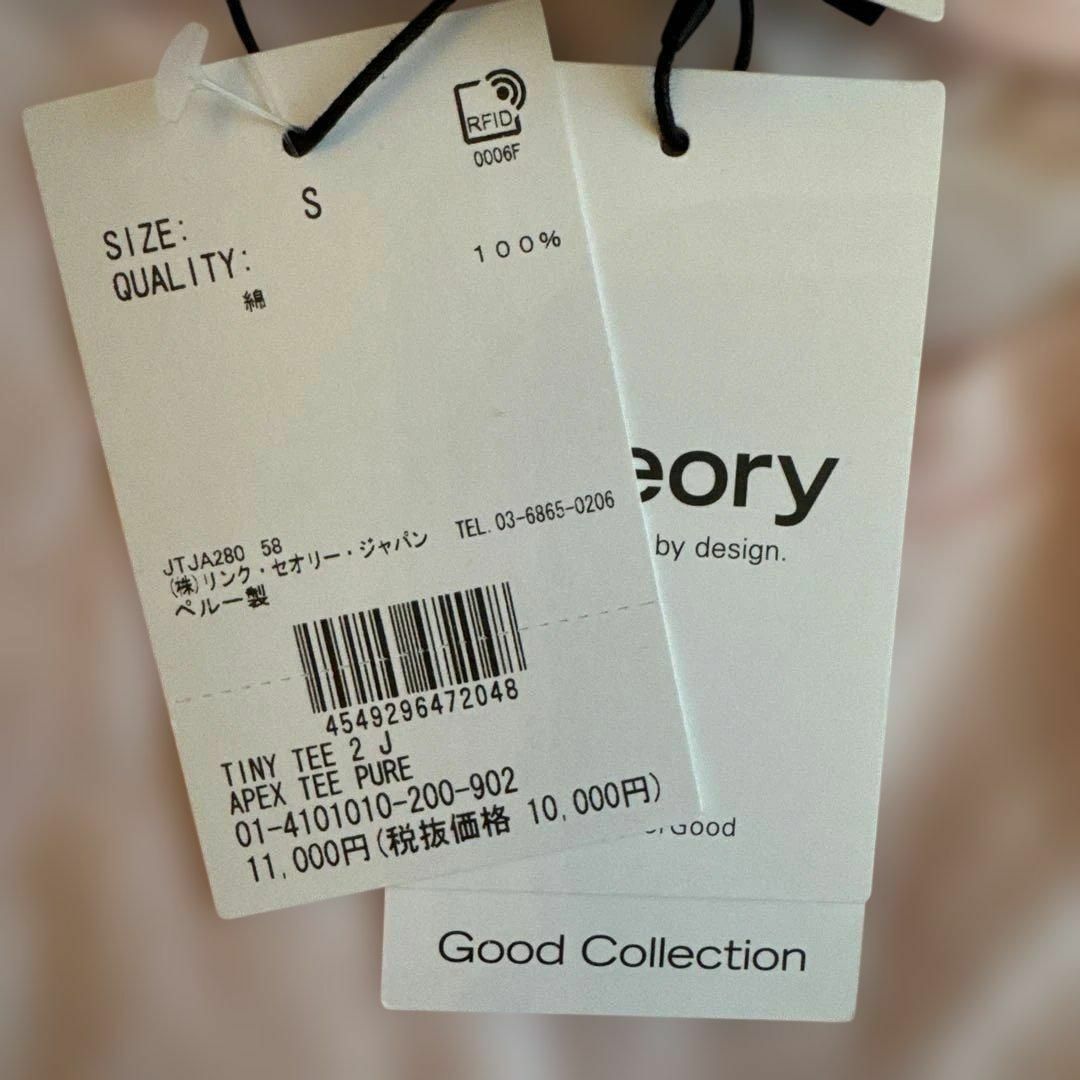 RFID
0006F
SIZE: S
QUALITY:
綿 100%
JTJA280 58
(株)リンク・セオリー・ジャパン TEL.03-6865-0206
ペルー製
4549296472048
TINY TEE 2 J
APEX TEE PURE
01-4101010-200-902
11,000円(税抜価格 10,000円)
eory
by design.
Good
Good Collection